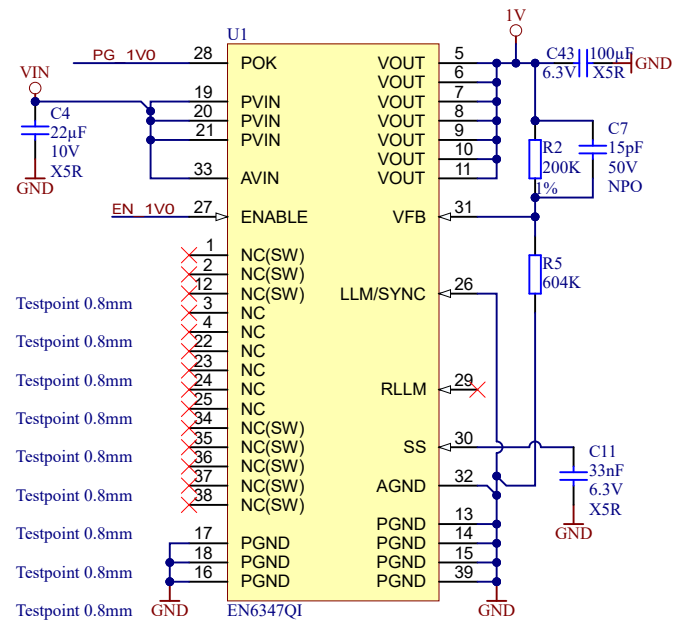 1V
U1
PG_1V0
28
POK
VOUT
5
C43
100µF
GND
6.3V
X5R
VIN
VOUT
6
19
PVIN
VOUT
7
C4
22µF
10V
X5R
GND
20
PVIN
VOUT
8
21
PVIN
VOUT
9
VOUT
10
33
AVIN
VOUT
11
R2
200K
1%
C7
15pF
50V
NPO
EN_1V0
27
ENABLE
VFB
31
1
NC(SW)
2
NC(SW)
R5
604K
12
NC(SW)
LLM/SYNC
26
Testpoint 0.8mm
3
NC
4
NC
Testpoint 0.8mm
22
NC
23
NC
Testpoint 0.8mm
24
NC
RLLM
29
25
NC
Testpoint 0.8mm
34
NC(SW)
35
NC(SW)
SS
30
Testpoint 0.8mm
36
NC(SW)
C11
33nF
6.3V
X5R
GND
37
NC(SW)
AGND
32
Testpoint 0.8mm
38
NC(SW)
PGND
13
Testpoint 0.8mm
17
PGND
PGND
14
18
PGND
PGND
15
Testpoint 0.8mm
16
PGND
PGND
39
Testpoint 0.8mm
GND
EN6347QI
GND